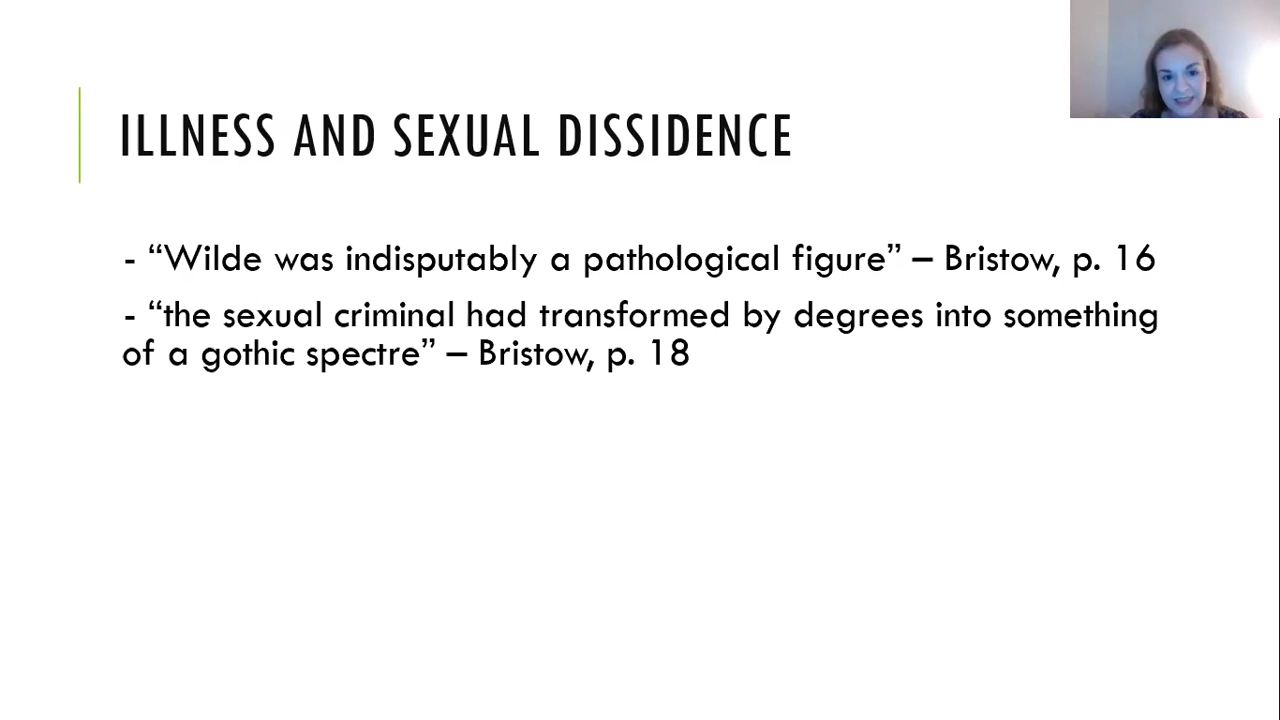 ILLNESS AND SEXUAL DISSIDENCE
- “Wilde was indisputably a pathological figure” – Bristow, p. 16
- “the sexual criminal had transformed by degrees into something
of a gothic spectre” – Bristow, p. 18